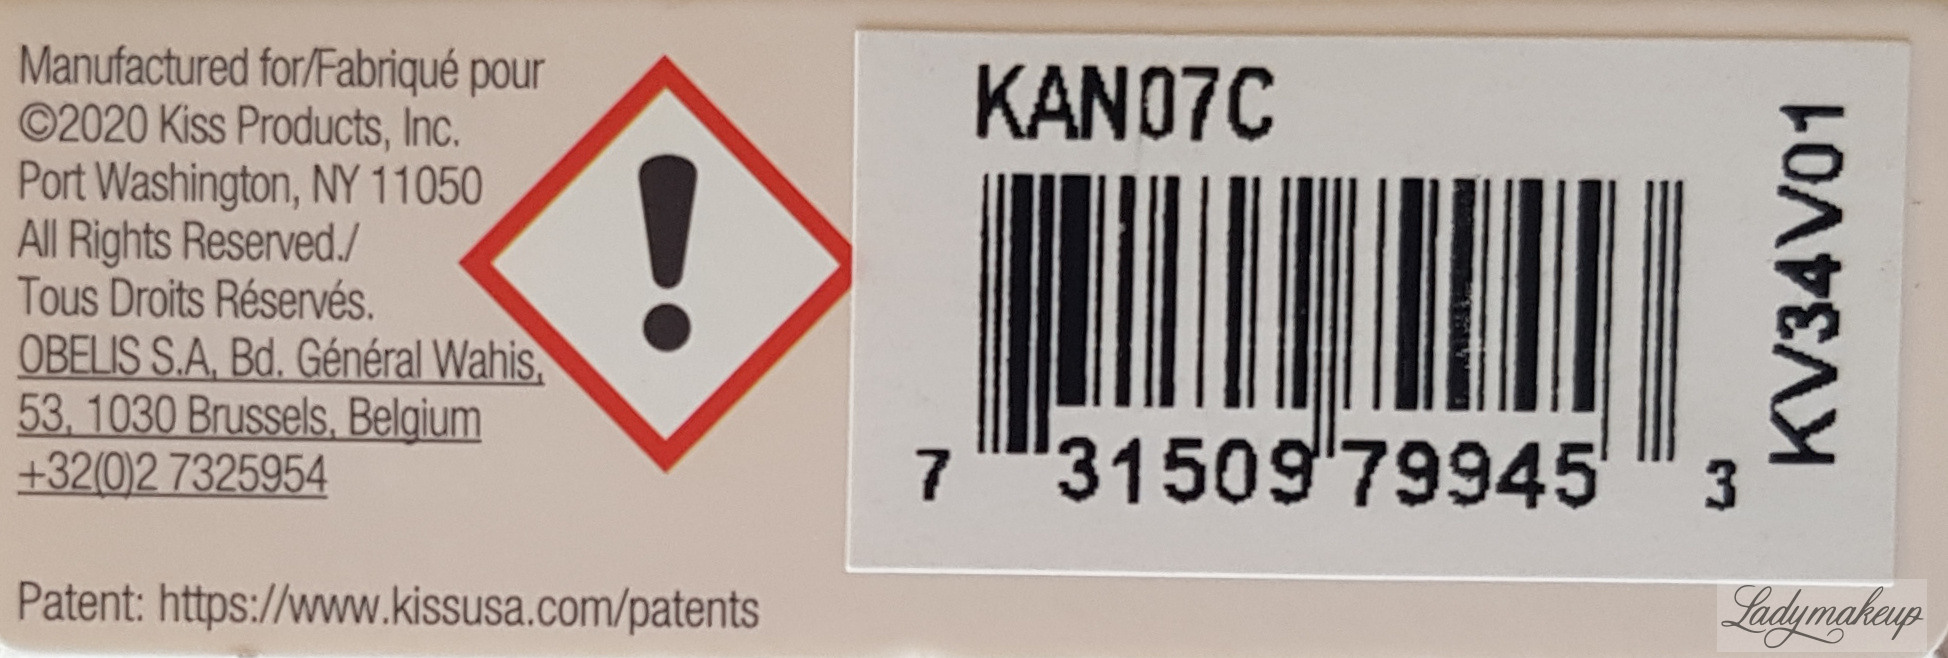 Manufactured for/Fabriqué pour
©2020 Kiss Products, Inc.
Port Washington, NY 11050
All Rights Reserved./
Tous Droits Réservés.
OBELIS S.A, Bd. Général Wahis,
53, 1030 Brussels, Belgium
+32(0)2 7325954
Patent: https://www.kissusa.com/patents
KAN07C
7 31509 79945 3
KV34V01
Ladymakeup